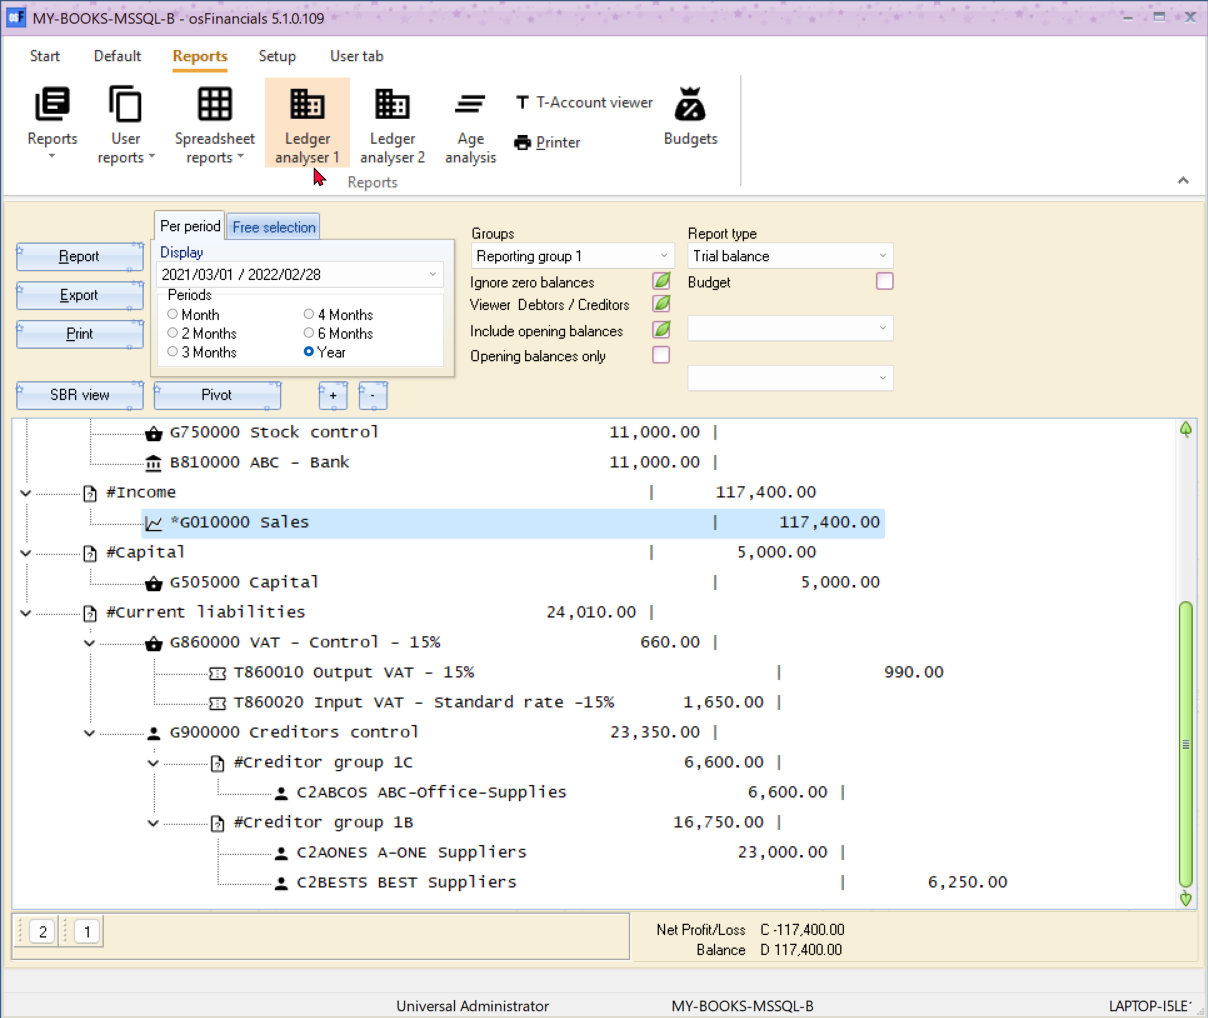 MY-BOOKS-MSSQL-B - osFinancials 5.1.0.109
Start Default Reports Setup User tab
Reports
User reports
Spreadsheet reports
Ledger analyser 1
Ledger analyser 2
Age analysis
T T-Account viewer
Printer
Budgets
Reports
Per period Free selection
Display
2021/03/01 / 2022/02/28
Periods
Month 4 Months
2 Months 6 Months
3 Months Year
Report
Export
Print
Groups
Reporting group 1
Ignore zero balances
Viewer Debtors / Creditors
Include opening balances
Opening balances only
Report type
Trial balance
Budget
SBR view Pivot + -
G750000 Stock control 11,000.00 |
B810000 ABC - Bank 11,000.00 |
#Income | 117,400.00
*G010000 Sales | 117,400.00
#Capital | 5,000.00
G505000 Capital | 5,000.00
#Current liabilities 24,010.00 |
G860000 VAT - Control - 15% 660.00 |
T860010 Output VAT - 15% | 990.00
T860020 Input VAT - Standard rate -15% 1,650.00 |
G900000 Creditors control 23,350.00 |
#Creditor group 1C 6,600.00 |
C2ABCOS ABC-Office-Supplies 6,600.00 |
#Creditor group 1B 16,750.00 |
C2AONES A-ONE Suppliers 23,000.00 |
C2BESTS BEST Suppliers | 6,250.00
2 1
Net Profit/Loss C -117,400.00
Balance D 117,400.00
Universal Administrator MY-BOOKS-MSSQL-B LAPTOP-I5LE